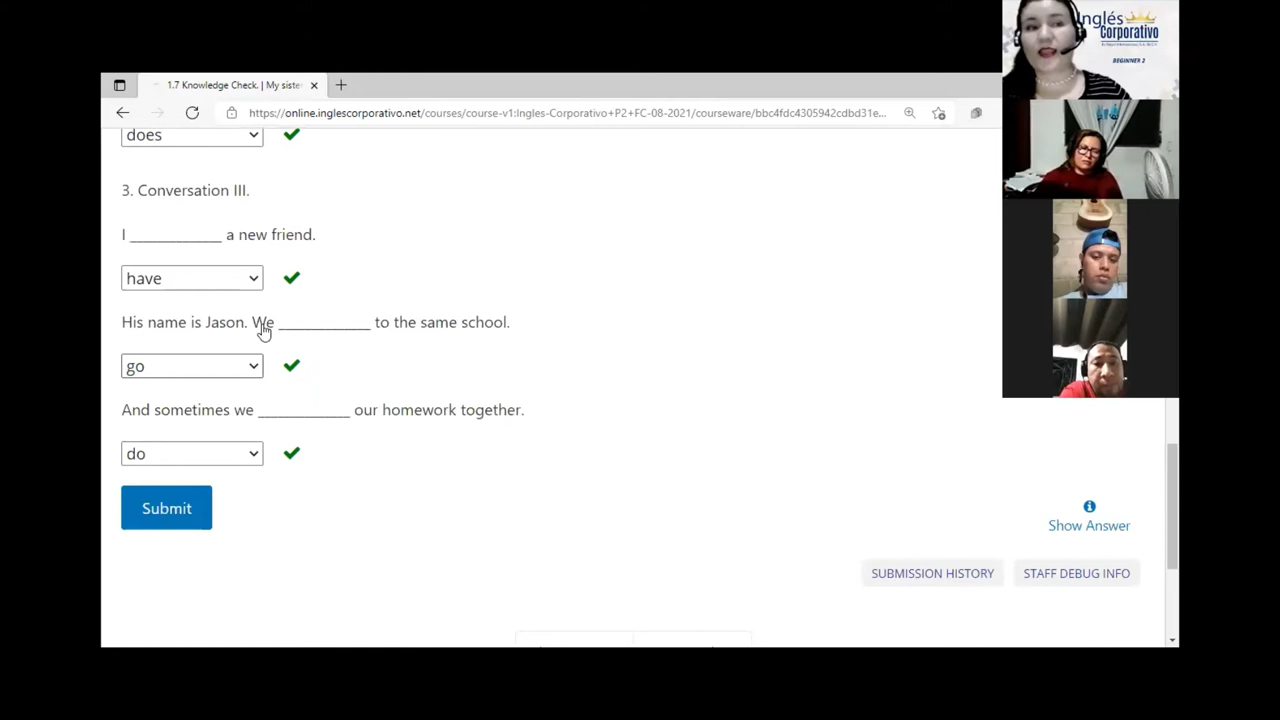 Inglés
Corporativo
BEGINNER 2
1.7 Knowledge Check. | My siste
https://online.inglescorporativo.net/courses/course-v1:Ingles-Corporativo+P2+FC-08-2021/courseware/bbc4fdc4305942cdbd31e...
does
3. Conversation III.
I _____________ a new friend.
have
His name is Jason. We _____________ to the same school.
go
And sometimes we _____________ our homework together.
do
Submit
Show Answer
SUBMISSION HISTORY
STAFF DEBUG INFO